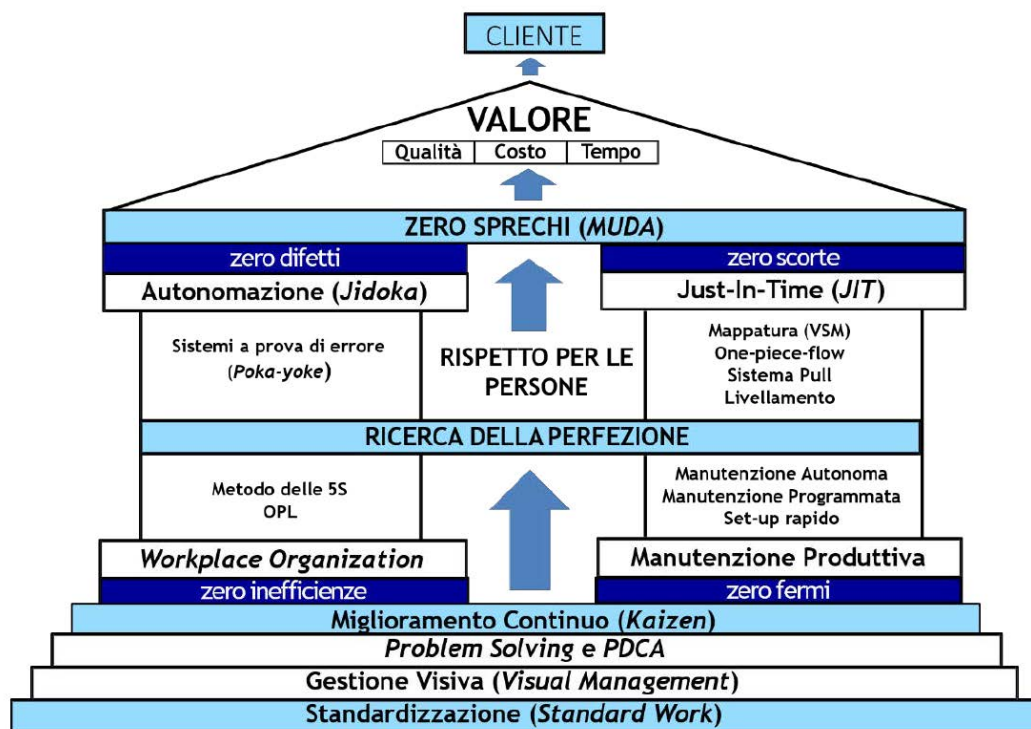 CLIENTE
VALORE
Qualità Costo Tempo
ZERO SPRECHI (MUDA)
zero difetti
Autonomazione (Jidoka)
Sistemi a prova di errore
(Poka-yoke)
zero scorte
Just-In-Time (JIT)
Mappatura (VSM)
One-piece-flow
Sistema Pull
Livellamento
RISPETTO PER LE
PERSONE
RICERCA DELLA PERFEZIONE
Metodo delle 5S
OPL
Workplace Organization
zero inefficienze
Manutenzione Autonoma
Manutenzione Programmata
Set-up rapido
Manutenzione Produttiva
zero fermi
Miglioramento Continuo (Kaizen)
Problem Solving e PDCA
Gestione Visiva (Visual Management)
Standardizzazione (Standard Work)